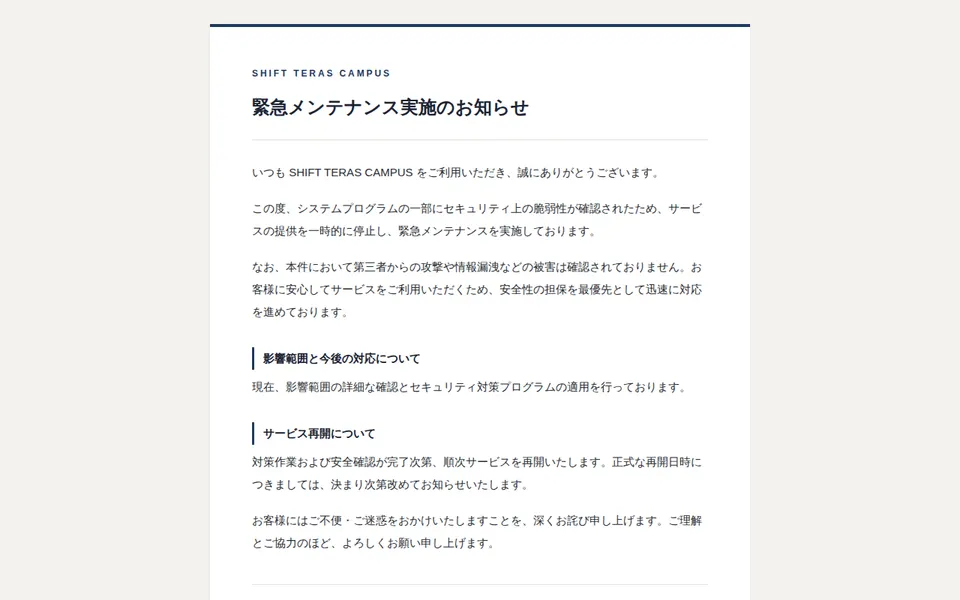 SHIFT TERAS CAMPUS
緊急メンテナンス実施のお知らせ
いつも SHIFT TERAS CAMPUS をご利用いただき、誠にありがとうございます。
この度、システムプログラムの一部にセキュリティ上の脆弱性が確認されたため、サービ
スの提供を一時的に停止し、緊急メンテナンスを実施しております。
なお、本件において第三者からの攻撃や情報漏洩などの被害は確認されておりません。お
客様に安心してサービスをご利用いただくため、安全性の担保を最優先として迅速に対応
を進めております。
影響範囲と今後の対応について
現在、影響範囲の詳細な確認とセキュリティ対策プログラムの適用を行っております。
サービス再開について
対策作業および安全確認が完了次第、順次サービスを再開いたします。正式な再開日時に
つきましては、決まり次第改めてお知らせいたします。
お客様にはご不便・ご迷惑をおかけいたしますことを、深くお詫び申し上げます。ご理解
とご協力のほど、よろしくお願い申し上げます。